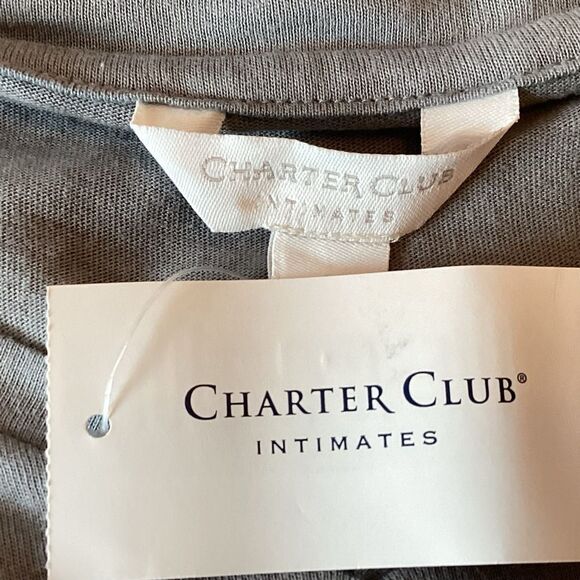 CHARTER CLUB
INTIMATES
CHARTER CLUB®
INTIMATES